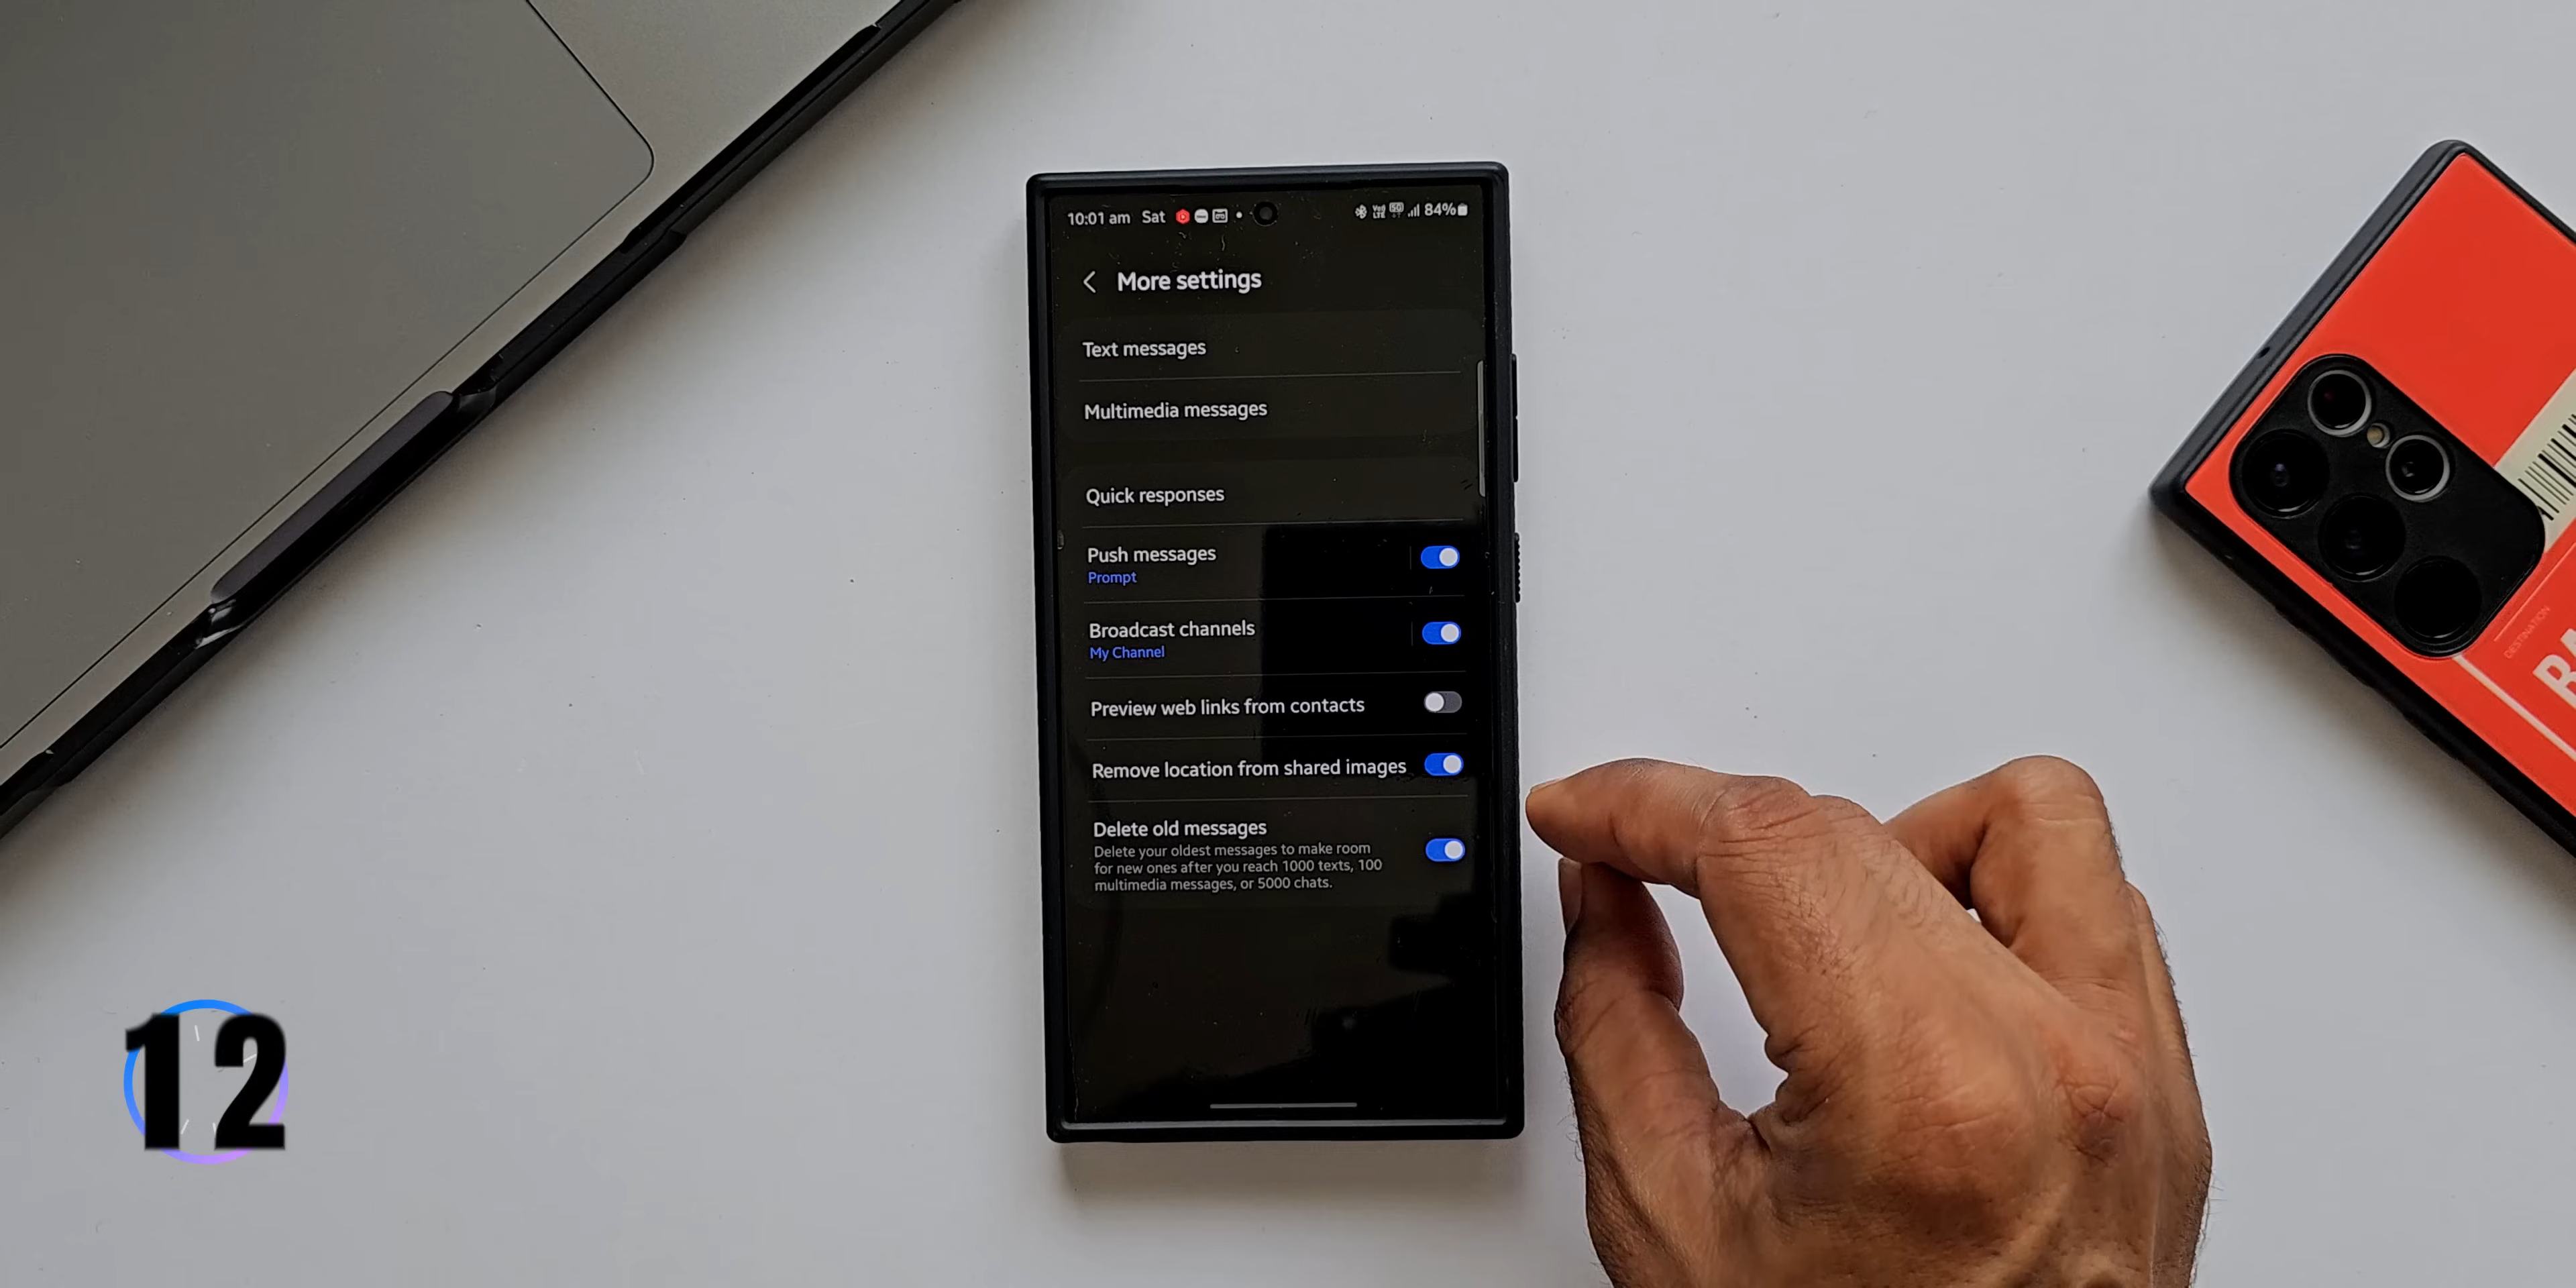 10:01 am Sat
84%
More settings
Text messages
Multimedia messages
Quick responses
Push messages
Prompt
Broadcast channels
My Channel
Preview web links from contacts
Remove location from shared images
Delete old messages
Delete your oldest messages to make room
for new ones after you reach 1000 texts, 100
multimedia messages, or 5000 chats.
DESTINATION
12